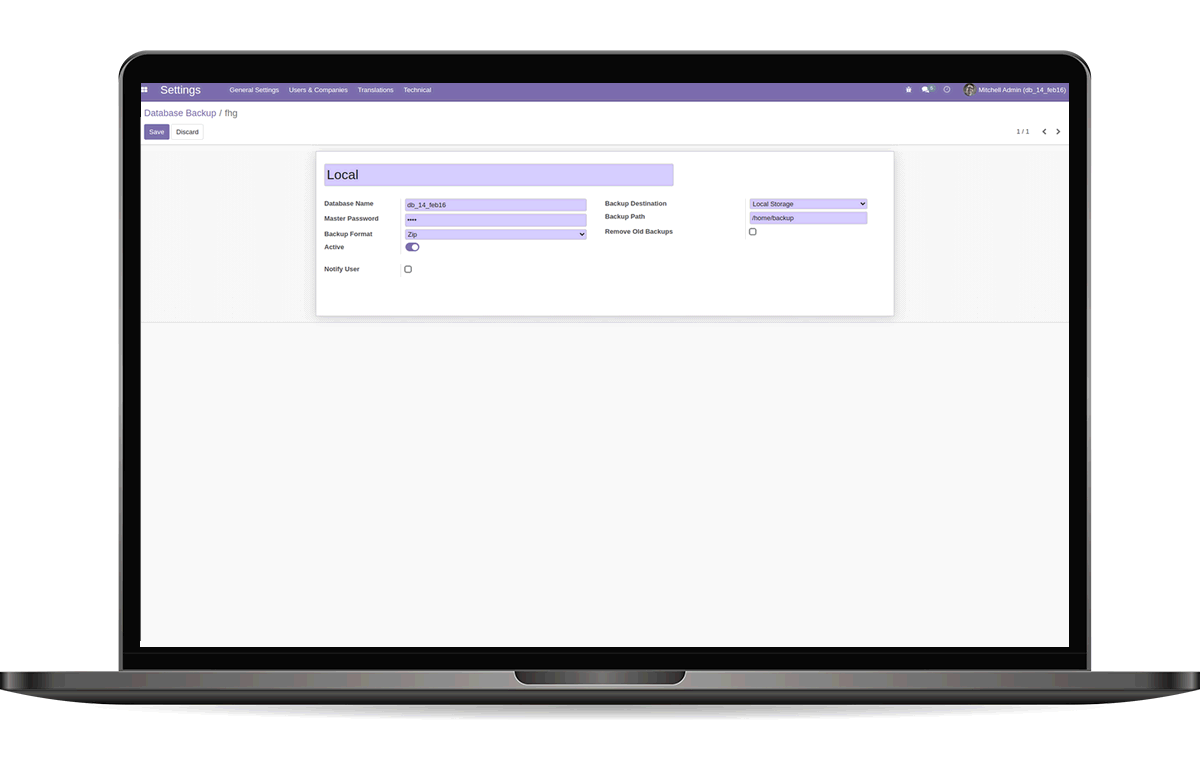 Settings General Settings Users & Companies Translations Technical Mitchell Admin (db_14_feb16)
Database Backup / fhg
Save Discard 1 / 1
Local
Database Name db_14_feb16
Master Password ••••
Backup Format Zip
Active
Notify User
Backup Destination Local Storage
Backup Path /home/backup
Remove Old Backups